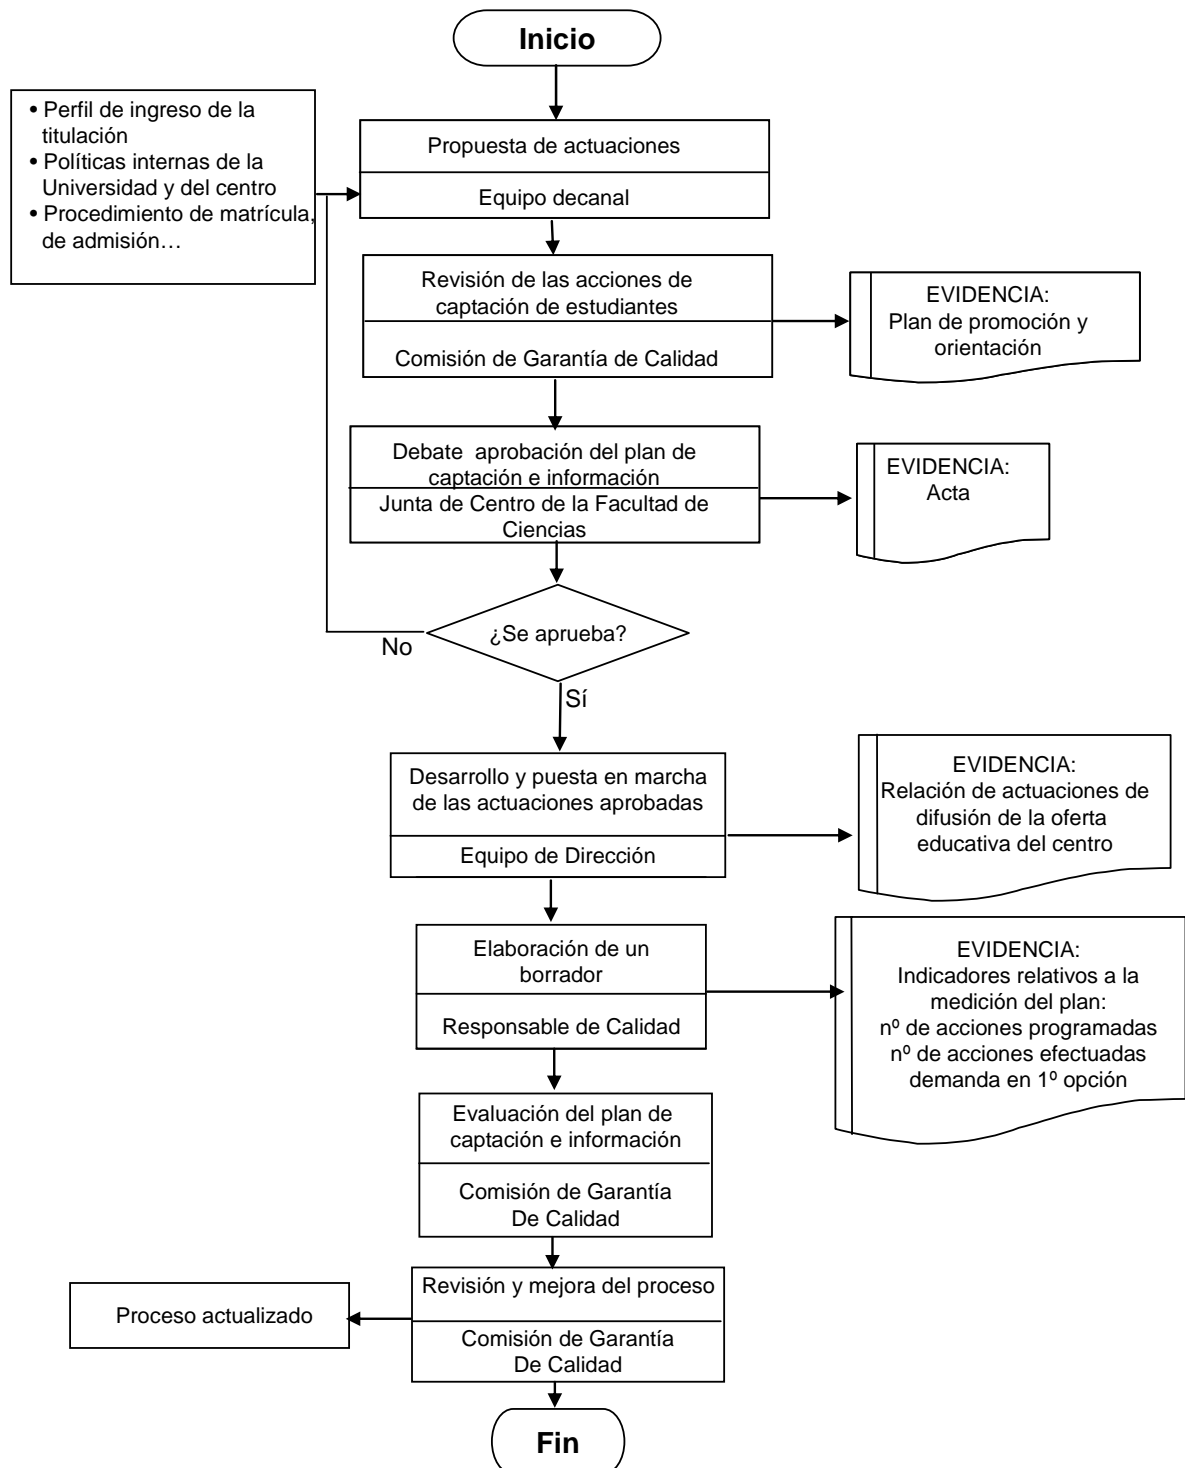 Inicio
• Perfil de ingreso de la
titulación
• Políticas internas de la
Universidad y del centro
• Procedimiento de matrícula,
de admisión…
Propuesta de actuaciones
Equipo decanal
Revisión de las acciones de
captación de estudiantes
Comisión de Garantía de Calidad
EVIDENCIA:
Plan de promoción y
orientación
Debate  aprobación del plan de
captación e información
Junta de Centro de la Facultad de
Ciencias
EVIDENCIA:
Acta
¿Se aprueba?
No
Sí
Desarrollo y puesta en marcha
de las actuaciones aprobadas
Equipo de Dirección
EVIDENCIA:
Relación de actuaciones de
difusión de la oferta
educativa del centro
Elaboración de un
borrador
Responsable de Calidad
EVIDENCIA:
Indicadores relativos a la
medición del plan:
nº de acciones programadas
nº de acciones efectuadas
demanda en 1º opción
Evaluación del plan de
captación e información
Comisión de Garantía
De Calidad
Revisión y mejora del proceso
Comisión de Garantía
De Calidad
Proceso actualizado
Fin